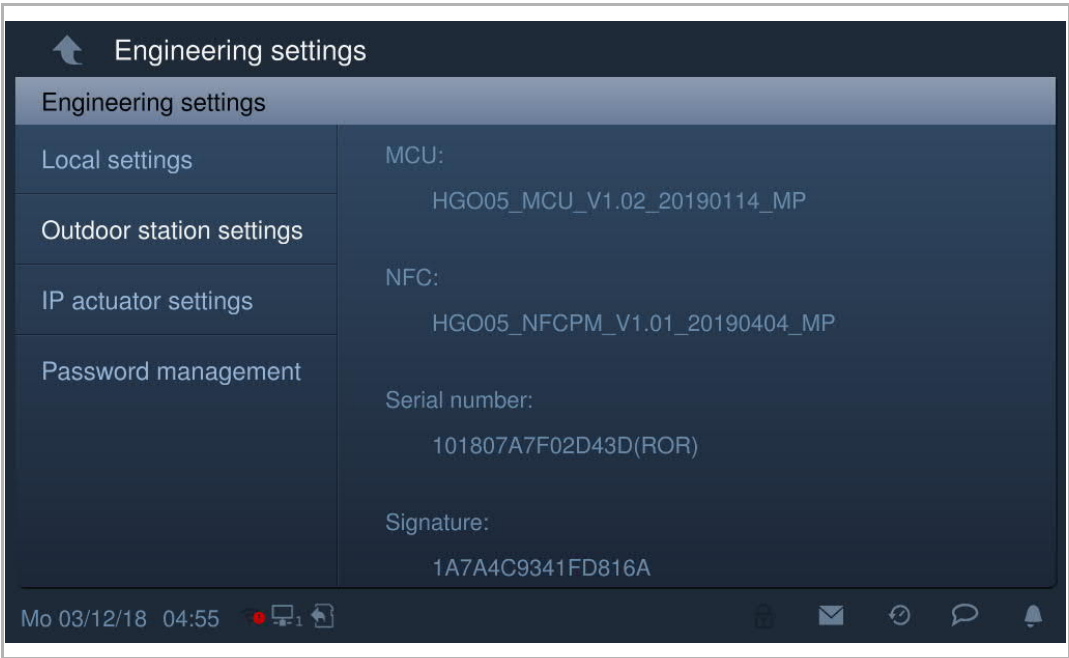 Engineering settings
Engineering settings
Local settings
Outdoor station settings
IP actuator settings
Password management
MCU:
HGO05_MCU_V1.02_20190114_MP
NFC:
HGO05_NFCPM_V1.01_20190404_MP
Serial number:
101807A7F02D43D(ROR)
Signature:
1A7A4C9341FD816A
Mo 03/12/18 04:55 1